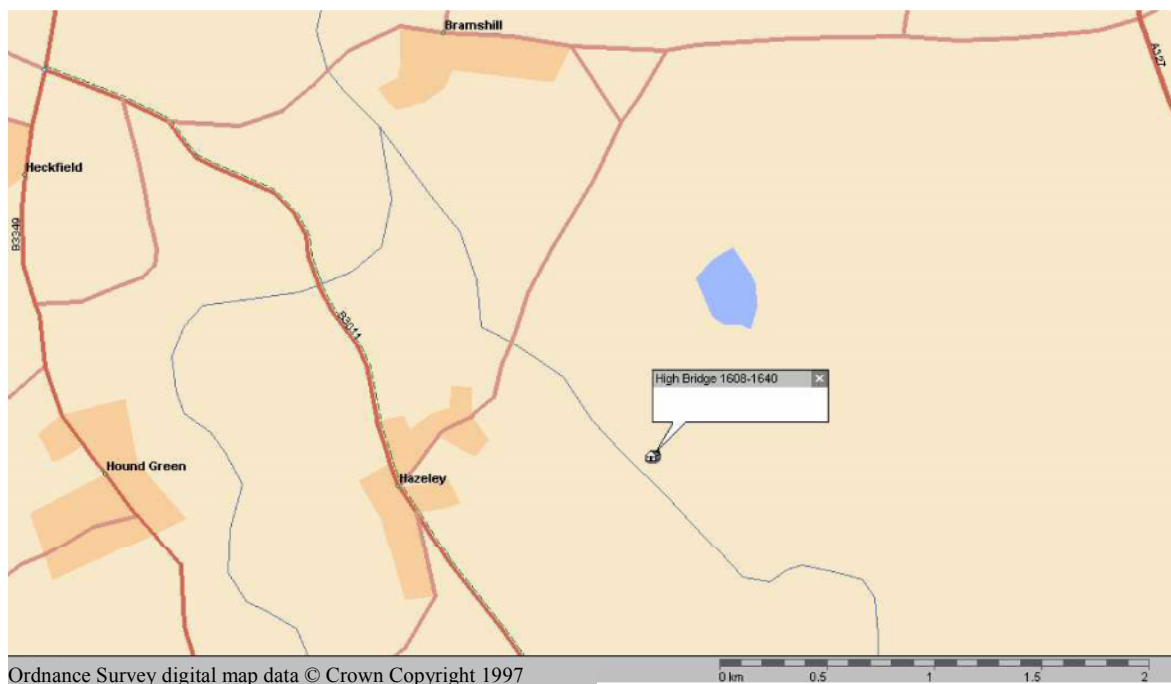 Bramshill
A327
Heckfield
B3349
B3011
High Bridge 1608-1640
Hound Green
Hazeley
Ordnance Survey digital map data © Crown Copyright 1997
0 km 0.5 1 1.5 2